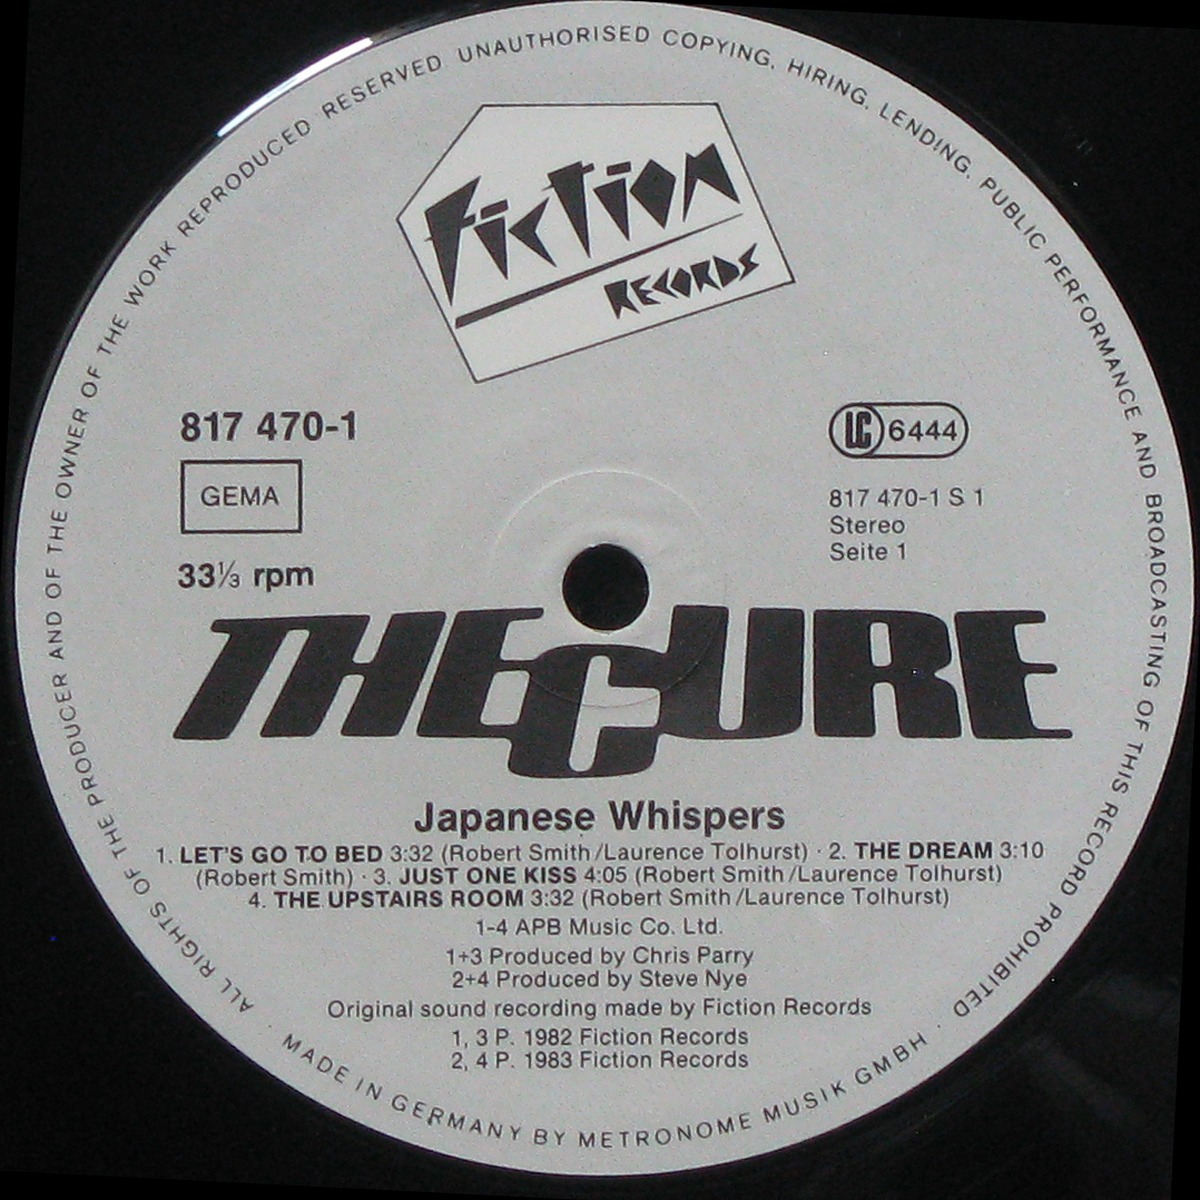 ALL RIGHTS OF THE PRODUCER AND OF THE OWNER OF THE WORK REPRODUCED RESERVED UNAUTHORISED COPYING, HIRING, LENDING, PUBLIC PERFORMANCE AND BROADCASTING OF THIS RECORD PROHIBITED
Fiction
RECORDS
817 470-1
GEMA
33⅓ rpm
LC 6444
817 470-1 S 1
Stereo
Seite 1
THE CURE
Japanese Whispers
1. LET'S GO TO BED 3:32 (Robert Smith/Laurence Tolhurst) · 2. THE DREAM 3:10
(Robert Smith) · 3. JUST ONE KISS 4:05 (Robert Smith/Laurence Tolhurst)
4. THE UPSTAIRS ROOM 3:32 (Robert Smith/Laurence Tolhurst)
1-4 APB Music Co. Ltd.
1+3 Produced by Chris Parry
2+4 Produced by Steve Nye
Original sound recording made by Fiction Records
1, 3 P. 1982 Fiction Records
2, 4 P. 1983 Fiction Records
· MADE IN GERMANY BY METRONOME MUSIK GMBH ·